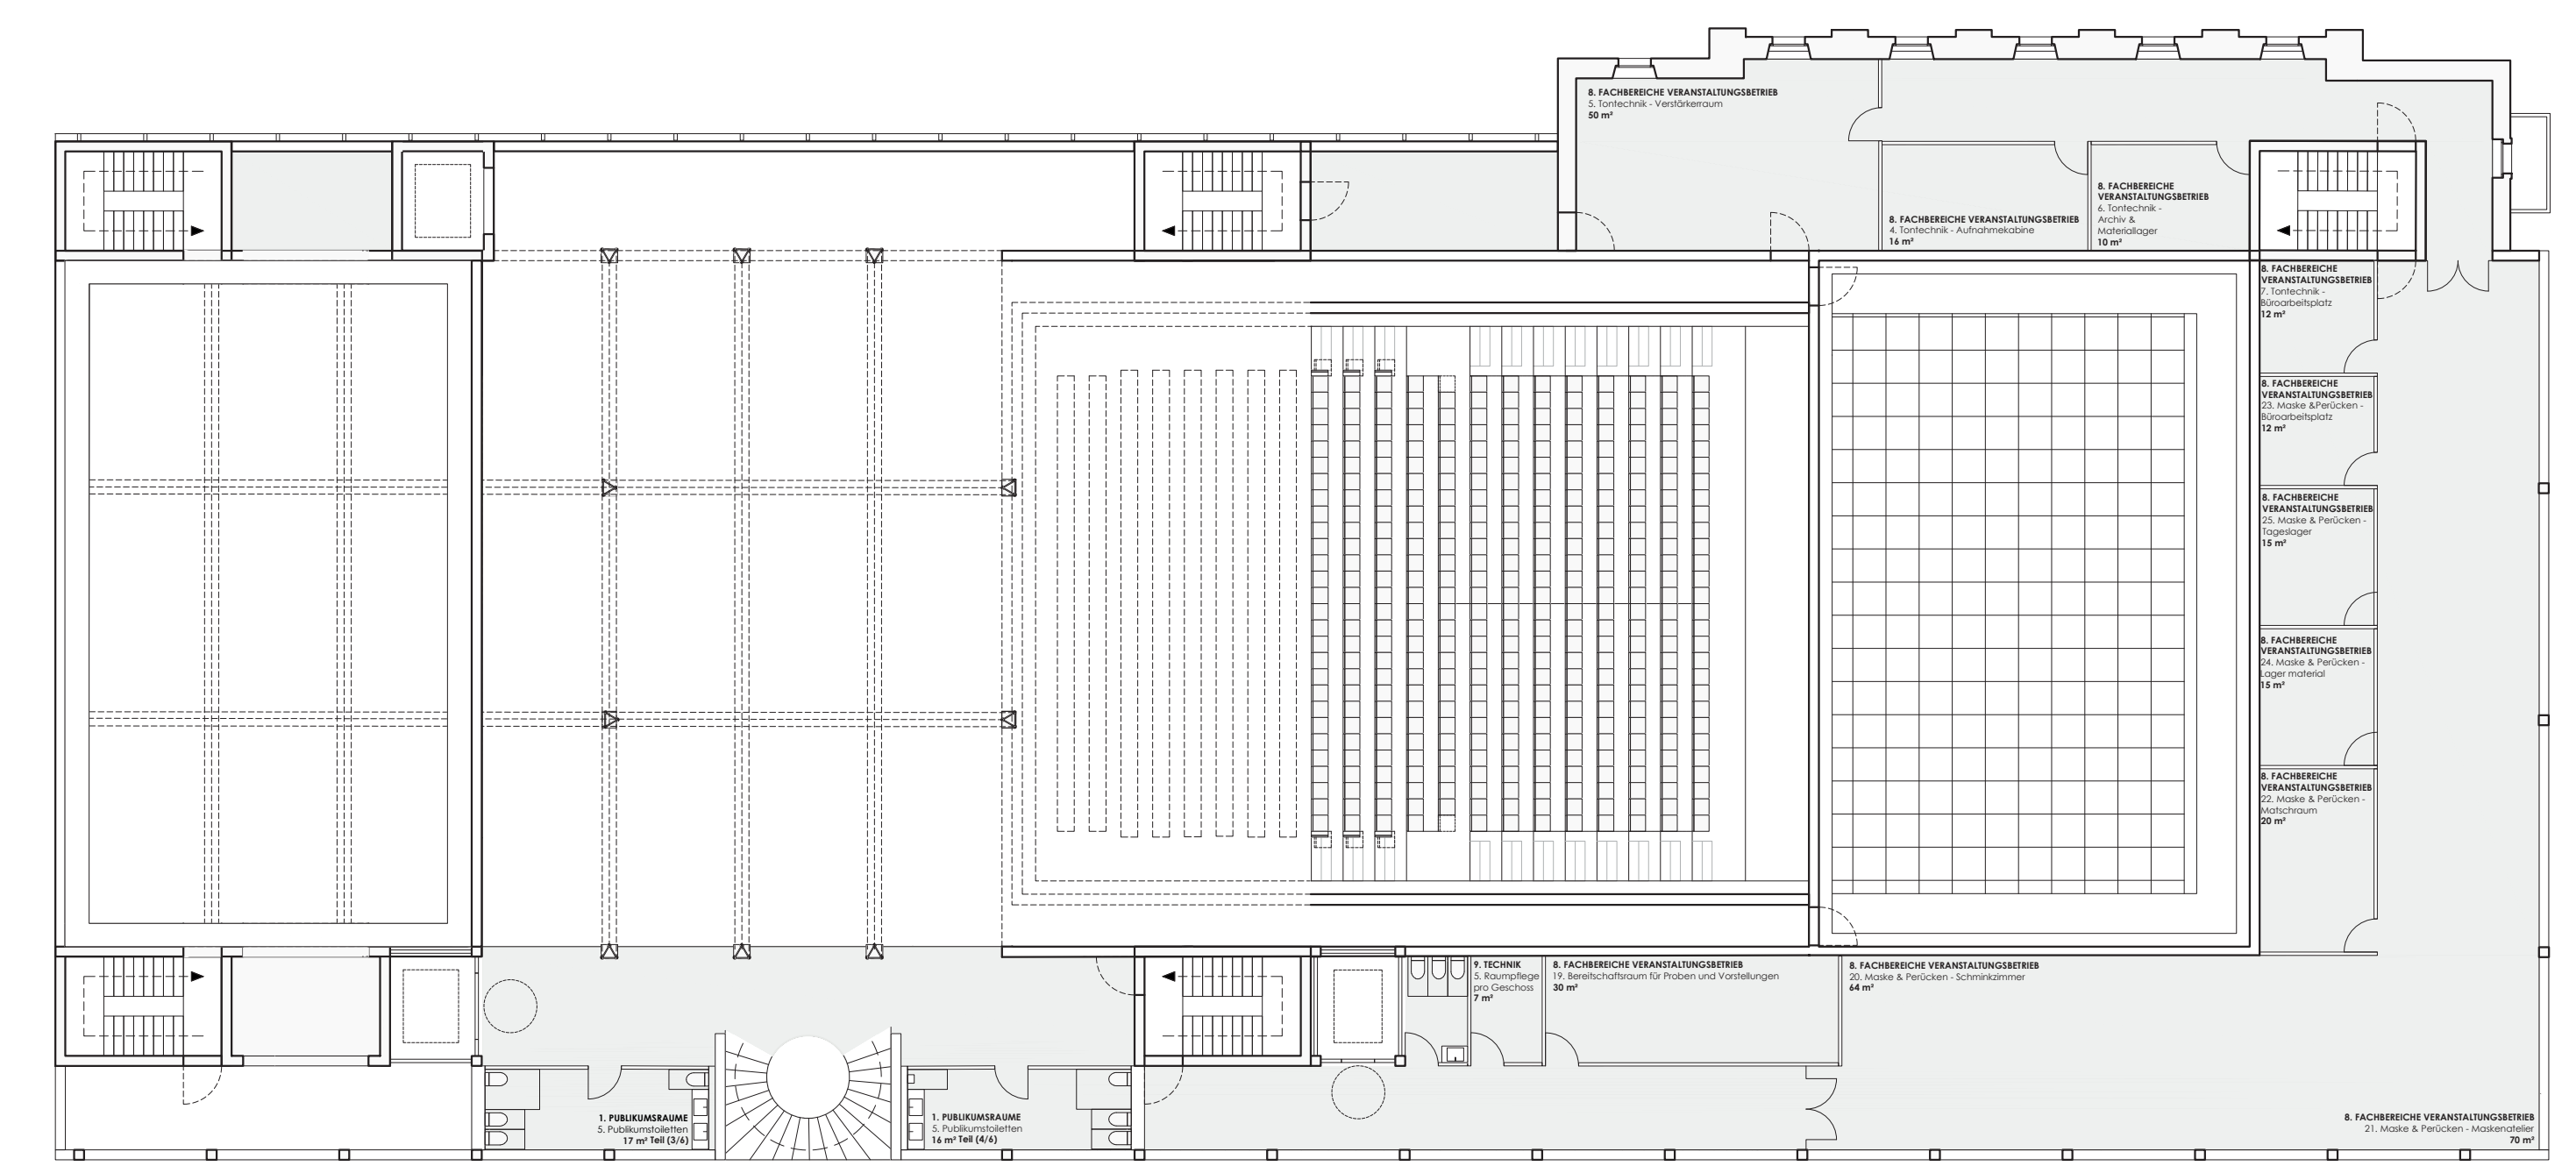 8. FACHBEREICHE VERANSTALTUNGSBETRIEB
5. Tontechnik - Verstärkerraum
50 m²
8. FACHBEREICHE VERANSTALTUNGSBETRIEB
4. Tontechnik - Aufnahmekabine
16 m²
8. FACHBEREICHE
VERANSTALTUNGSBETRIEB
6. Tontechnik -
Archiv &
Materiallager
10 m²
8. FACHBEREICHE
VERANSTALTUNGSBETRIEB
7. Tontechnik -
Büroarbeitsplatz
12 m²
8. FACHBEREICHE
VERANSTALTUNGSBETRIEB
23. Maske &Perücken -
Büroarbeitsplatz
12 m²
8. FACHBEREICHE
VERANSTALTUNGSBETRIEB
25. Maske & Perücken -
Tageslager
15 m²
8. FACHBEREICHE
VERANSTALTUNGSBETRIEB
24. Maske & Perücken -
Lager material
15 m²
8. FACHBEREICHE
VERANSTALTUNGSBETRIEB
22. Maske & Perücken -
Matschraum
20 m²
9. TECHNIK
5. Raumpflege
pro Geschoss
7 m²
8. FACHBEREICHE VERANSTALTUNGSBETRIEB
19. Bereitschaftsraum für Proben und Vorstellungen
30 m²
8. FACHBEREICHE VERANSTALTUNGSBETRIEB
20. Maske & Perücken - Schminkzimmer
64 m²
1. PUBLIKUMSRAUME
5. Publikumstoiletten
17 m² Teil (3/6)
1. PUBLIKUMSRAUME
5. Publikumstoiletten
16 m² Teil (4/6)
8. FACHBEREICHE VERANSTALTUNGSBETRIEB
21. Maske & Perücken - Maskenatelier
70 m²